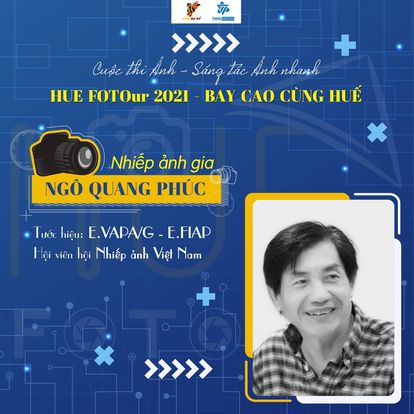 Cuộc thi Ảnh - Sáng tác Ảnh nhanh
HUE FOTOur 2021 - BAY CAO CÙNG HUẾ
Nhiếp ảnh gia
NGÔ QUANG PHÚC
Tước hiệu: E.VAPA/G - E.FIAP
Hội viên hội Nhiếp ảnh Việt Nam
FOTO